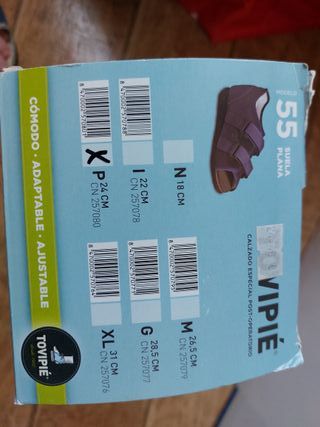 MODELO
55
SUELA
PLANA
TOVIPIÉ®
CALZADO ESPECIAL POST-OPERATORIO
N 18 CM
I 22 CM
CN 257078
X
P 24 CM
CN 257080
M 26,5 CM
CN 257079
G 28,5 CM
CN 257077
XL 31 CM
CN 257076
CÓMODO · ADAPTABLE · AJUSTABLE
TOVIPIÉ